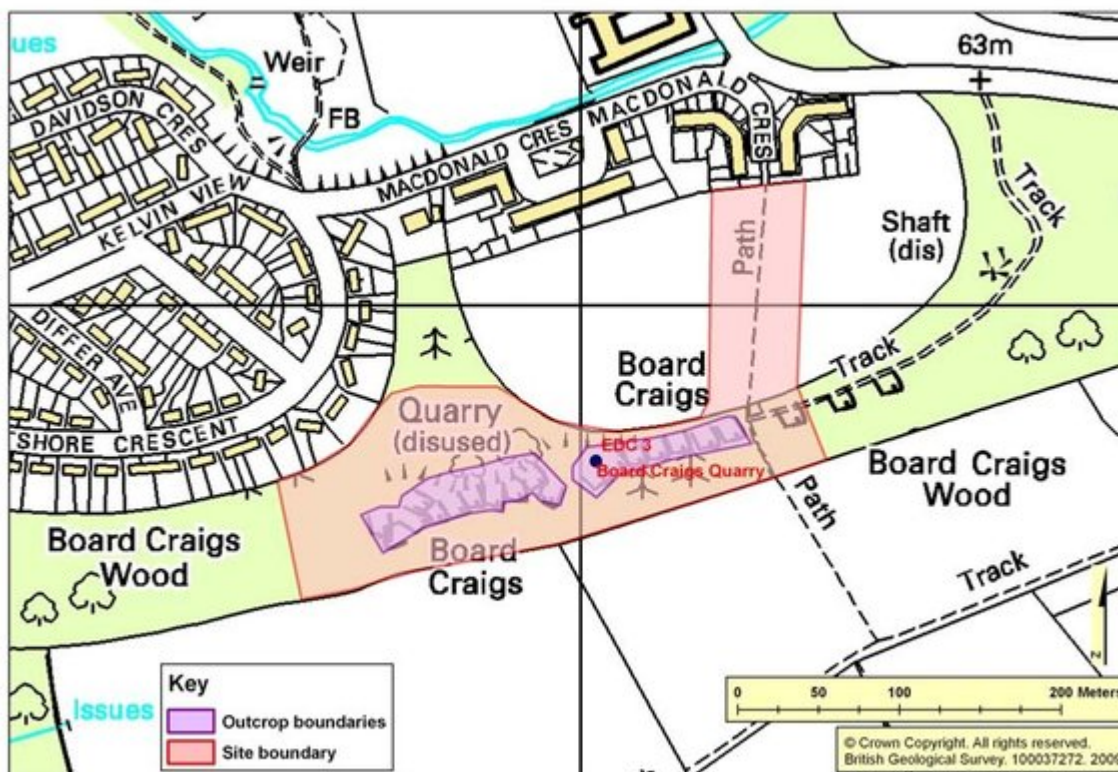 ues
Weir
FB
63m
DAVIDSON CRES
KELVIN VIEW
MACDONALD CRES
MACDONALD CRES
Track
Shaft
(dis)
Path
DIFFER AVE
TSHORE CRESCENT
Board
Craigs
Track
Quarry
(disused)
EDC 3
Board Craigs Quarry
Board Craigs
Wood
Board Craigs
Wood
Board
Craigs
Path
Track
Issues
Key
Outcrop boundaries
Site boundary
N
0 50 100 200 Meters
© Crown Copyright. All rights reserved.
British Geological Survey. 100037272. 2009